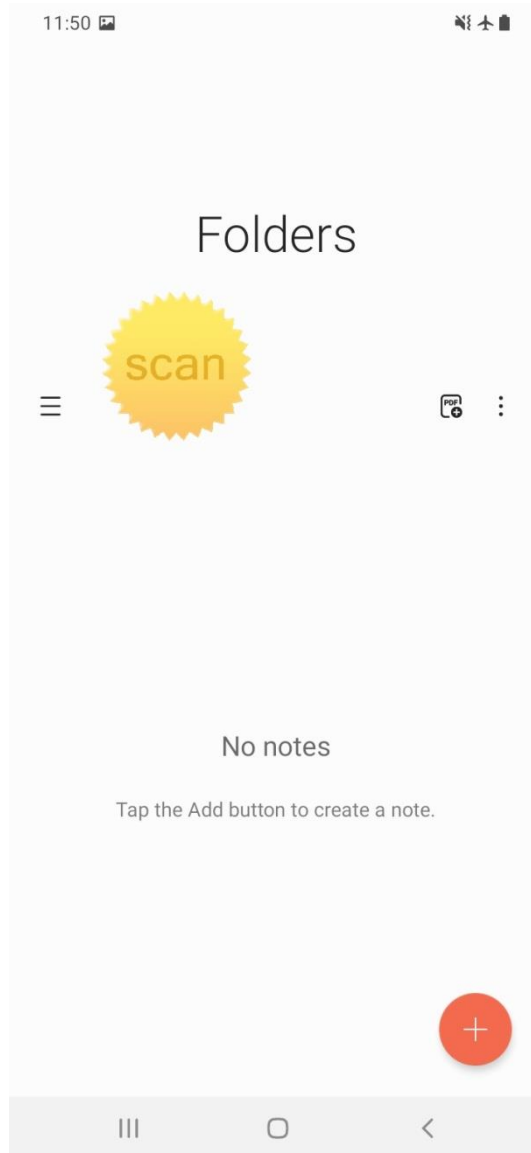 11:50
Folders
scan
PDF
No notes
Tap the Add button to create a note.